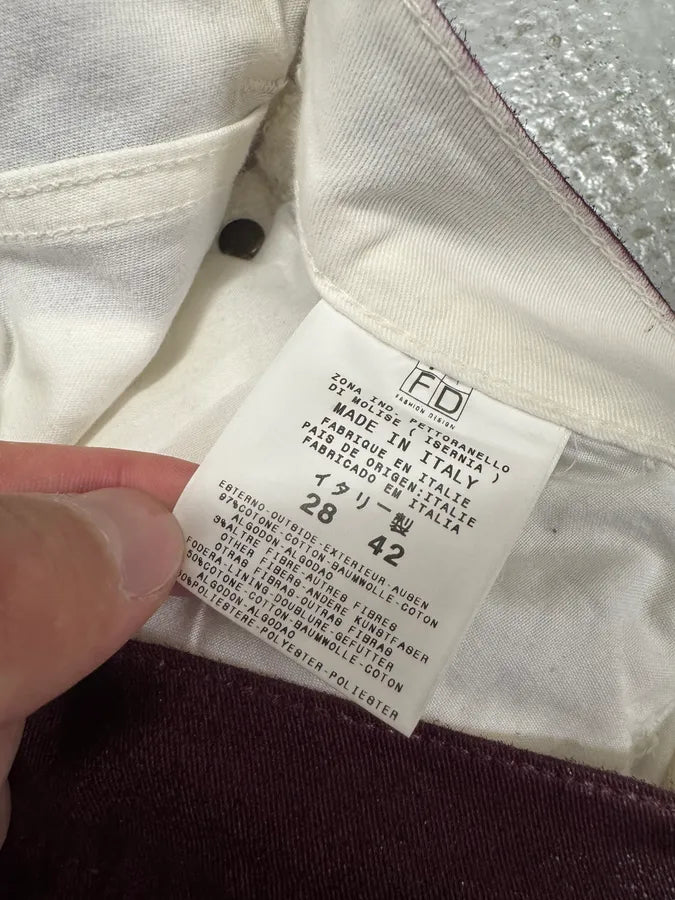 FD
FASHION DESIGN
ZONA IND. PETTORANELLO
DI MOLISE ( ISERNIA )
MADE IN ITALY
FABRIQUE EN ITALIE
PAIS DE ORIGEN:ITALIE
FABRICADO EM ITALIA
イタリー製
28 42
ESTERNO-OUTSIDE-EXTERIEUR-AUSEN
97%COTONE-COTTON-BAUMWOLLE-COTON
ALGODON-ALGODAO
3%ALTRE FIBRE-AUTRES FIBRES
OTHER FIBERS-ANDERE KUNSTFASER
OTRAS FIBRAS-OUTRAS FIBRAS
FODERA-LINING-DOUBLURE-GEFUTTER
50%COTONE-COTTON-BAUMWOLLE-COTON
ALGODON-ALGODAO
50%POLIESTERE-POLYESTER-POLIESTER